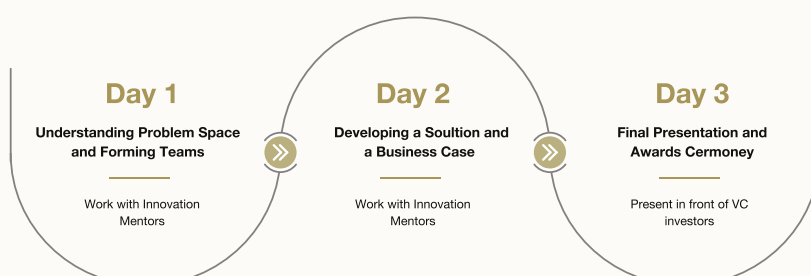 Day 1
Understanding Problem Space
and Forming Teams
Work with Innovation
Mentors
Day 2
Developing a Soultion and
a Business Case
Work with Innovation
Mentors
Day 3
Final Presentation and
Awards Cermoney
Present in front of VC
investors